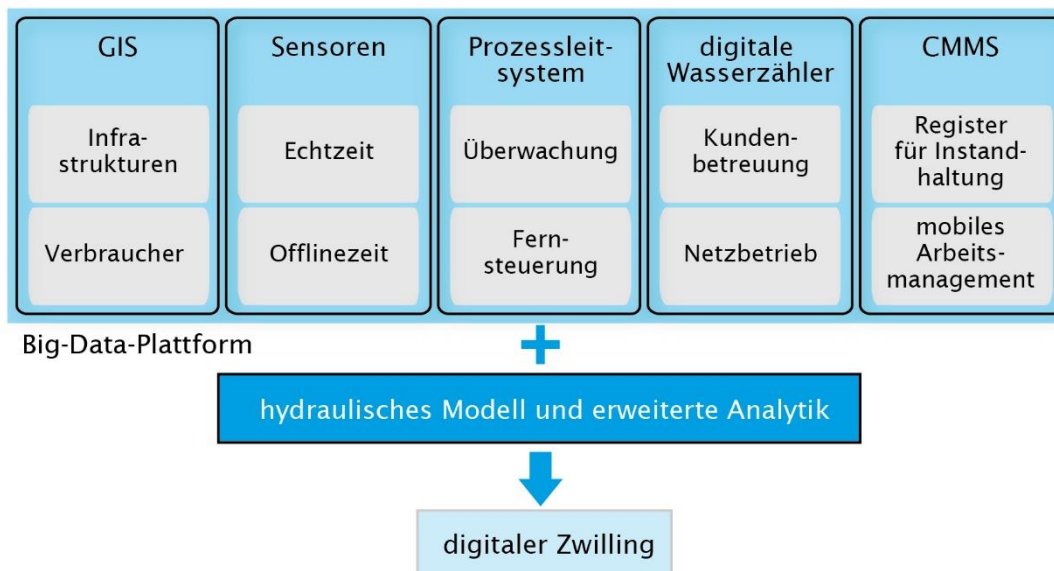 GIS
Infra-
strukturen
Verbraucher
Sensoren
Echtzeit
Offlinezeit
Prozessleit-
system
Überwachung
Fern-
steuerung
digitale
Wasserzähler
Kunden-
betreuung
Netzbetrieb
CMMS
Register
für Instand-
haltung
mobiles
Arbeits-
management
Big-Data-Plattform
+
hydraulisches Modell und erweiterte Analytik
digitaler Zwilling